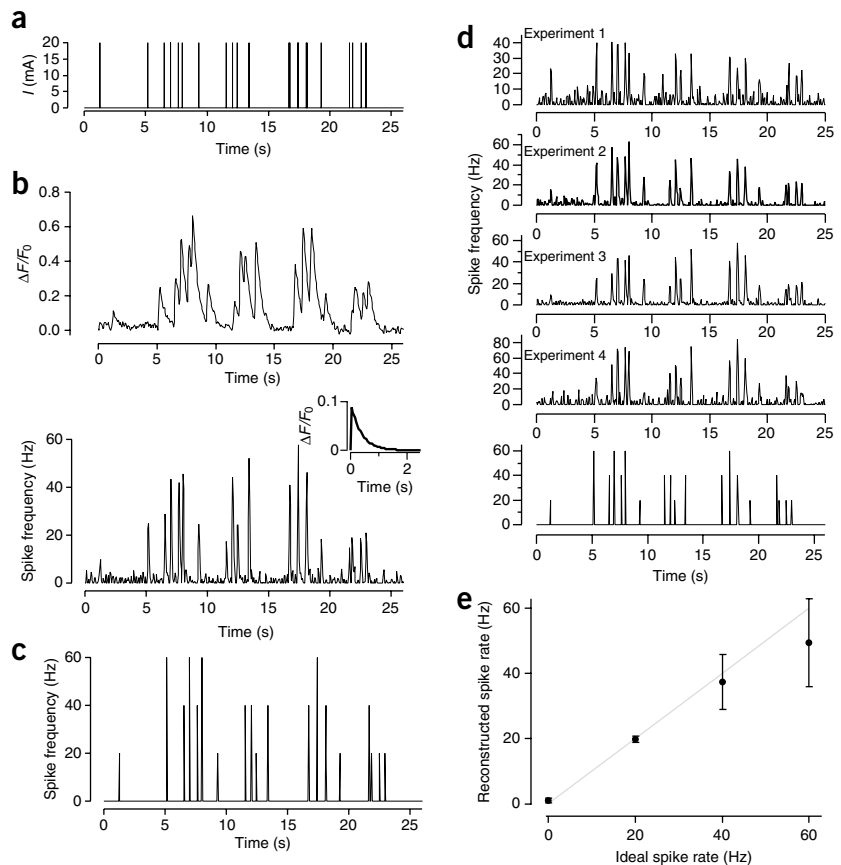 a
I (mA)
20
15
10
5
0
0 5 10 15 20 25
Time (s)
b
ΔF/F0
0.8
0.6
0.4
0.2
0.0
0 5 10 15 20 25
Time (s)
ΔF/F0
0.1
0
0 2
Time (s)
Spike frequency (Hz)
60
40
20
0
0 5 10 15 20 25
Time (s)
c
Spike frequency (Hz)
60
40
20
0
0 5 10 15 20 25
Time (s)
d
Spike frequency (Hz)
Experiment 1
40
30
20
10
0
0 5 10 15 20 25
Experiment 2
60
40
20
0
0 5 10 15 20 25
Experiment 3
60
40
20
0
0 5 10 15 20 25
Experiment 4
80
60
40
20
0
0 5 10 15 20 25
60
40
20
0
0 5 10 15 20 25
Time (s)
e
Reconstructed spike rate (Hz)
60
40
20
0
0 20 40 60
Ideal spike rate (Hz)